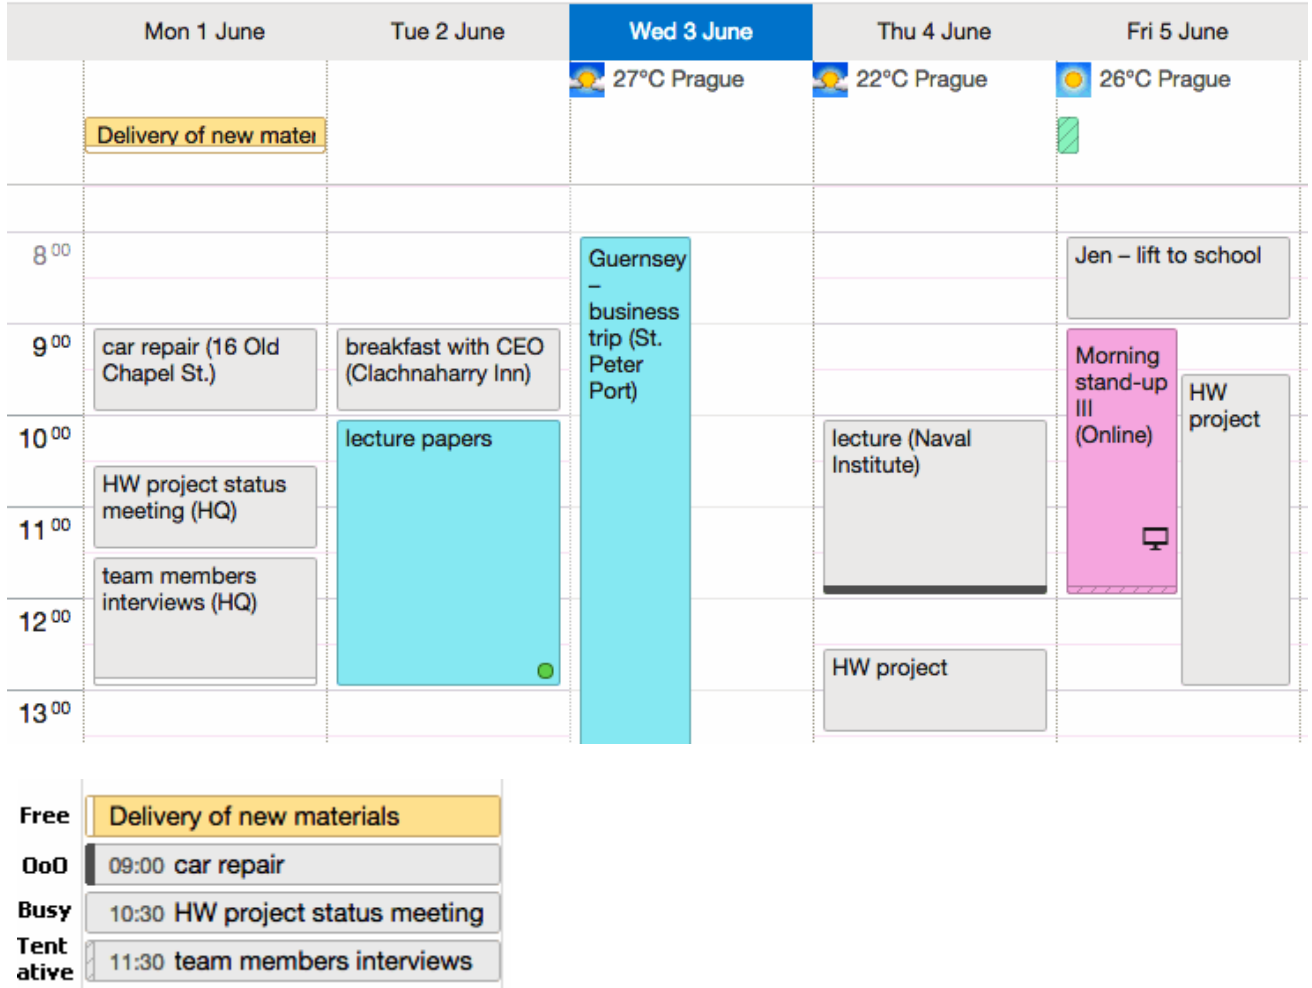 Mon 1 June
Tue 2 June
Wed 3 June
Thu 4 June
Fri 5 June
27°C Prague
22°C Prague
26°C Prague
Delivery of new mater
8 00
9 00
10 00
11 00
12 00
13 00
car repair (16 Old
Chapel St.)
HW project status
meeting (HQ)
team members
interviews (HQ)
breakfast with CEO
(Clachnaharry Inn)
lecture papers
Guernsey
–
business
trip (St.
Peter
Port)
lecture (Naval
Institute)
HW project
Jen – lift to school
Morning
stand-up
III
(Online)
HW
project
Free
Delivery of new materials
OoO
09:00 car repair
Busy
10:30 HW project status meeting
Tent
ative
11:30 team members interviews